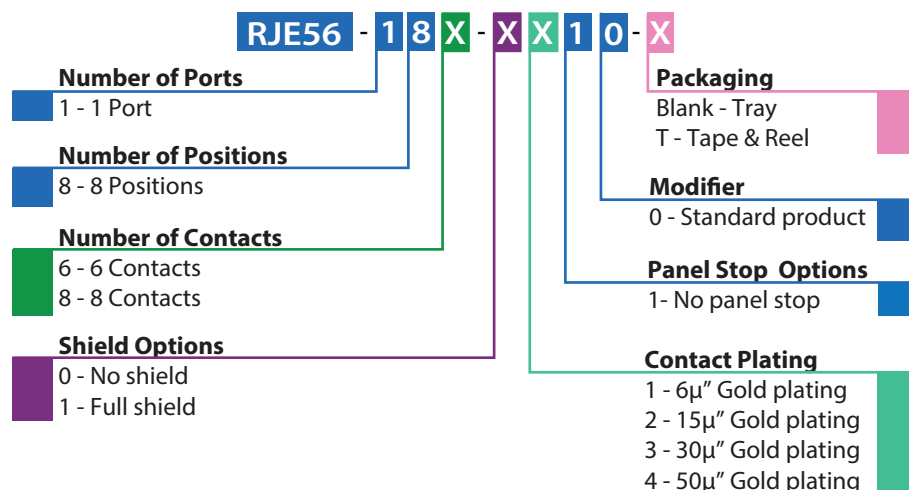 RJE56 - 1 8 X - X X 1 0 - X
Number of Ports
1 - 1 Port
Number of Positions
8 - 8 Positions
Number of Contacts
6 - 6 Contacts
8 - 8 Contacts
Shield Options
0 - No shield
1 - Full shield
Packaging
Blank - Tray
T - Tape & Reel
Modifier
0 - Standard product
Panel Stop Options
1- No panel stop
Contact Plating
1 - 6µ” Gold plating
2 - 15µ” Gold plating
3 - 30µ” Gold plating
4 - 50µ” Gold plating